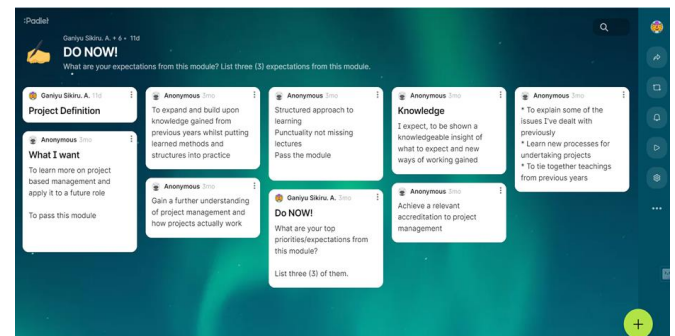 :Padlet
Ganiyu Sikiru. A. + 6 • 11d
DO NOW!
What are your expectations from this module? List three (3) expectations from this module.
Ganiyu Sikiru. A. 11d
Project Definition
Anonymous 3mo
What I want
To learn more on project
based management and
apply it to a future role
To pass this module
Anonymous 3mo
To expand and build upon
knowledge gained from
previous years whilst putting
learned methods and
structures into practice
Anonymous 3mo
Gain a further understanding
of project management and
how projects actually work
Anonymous 3mo
Structured approach to
learning
Punctuality not missing
lectures
Pass the module
Ganiyu Sikiru. A. 3mo
Do NOW!
What are your top
priorities/expectations from
this module?
List three (3) of them.
Anonymous 3mo
Knowledge
I expect, to be shown a
knowledgeable insight of
what to expect and new
ways of working gained
Anonymous 3mo
Achieve a relevant
accreditation to project
management
Anonymous 3mo
* To explain some of the
issues I've dealt with
previously
* Learn new processes for
undertaking projects
* To tie together teachings
from previous years